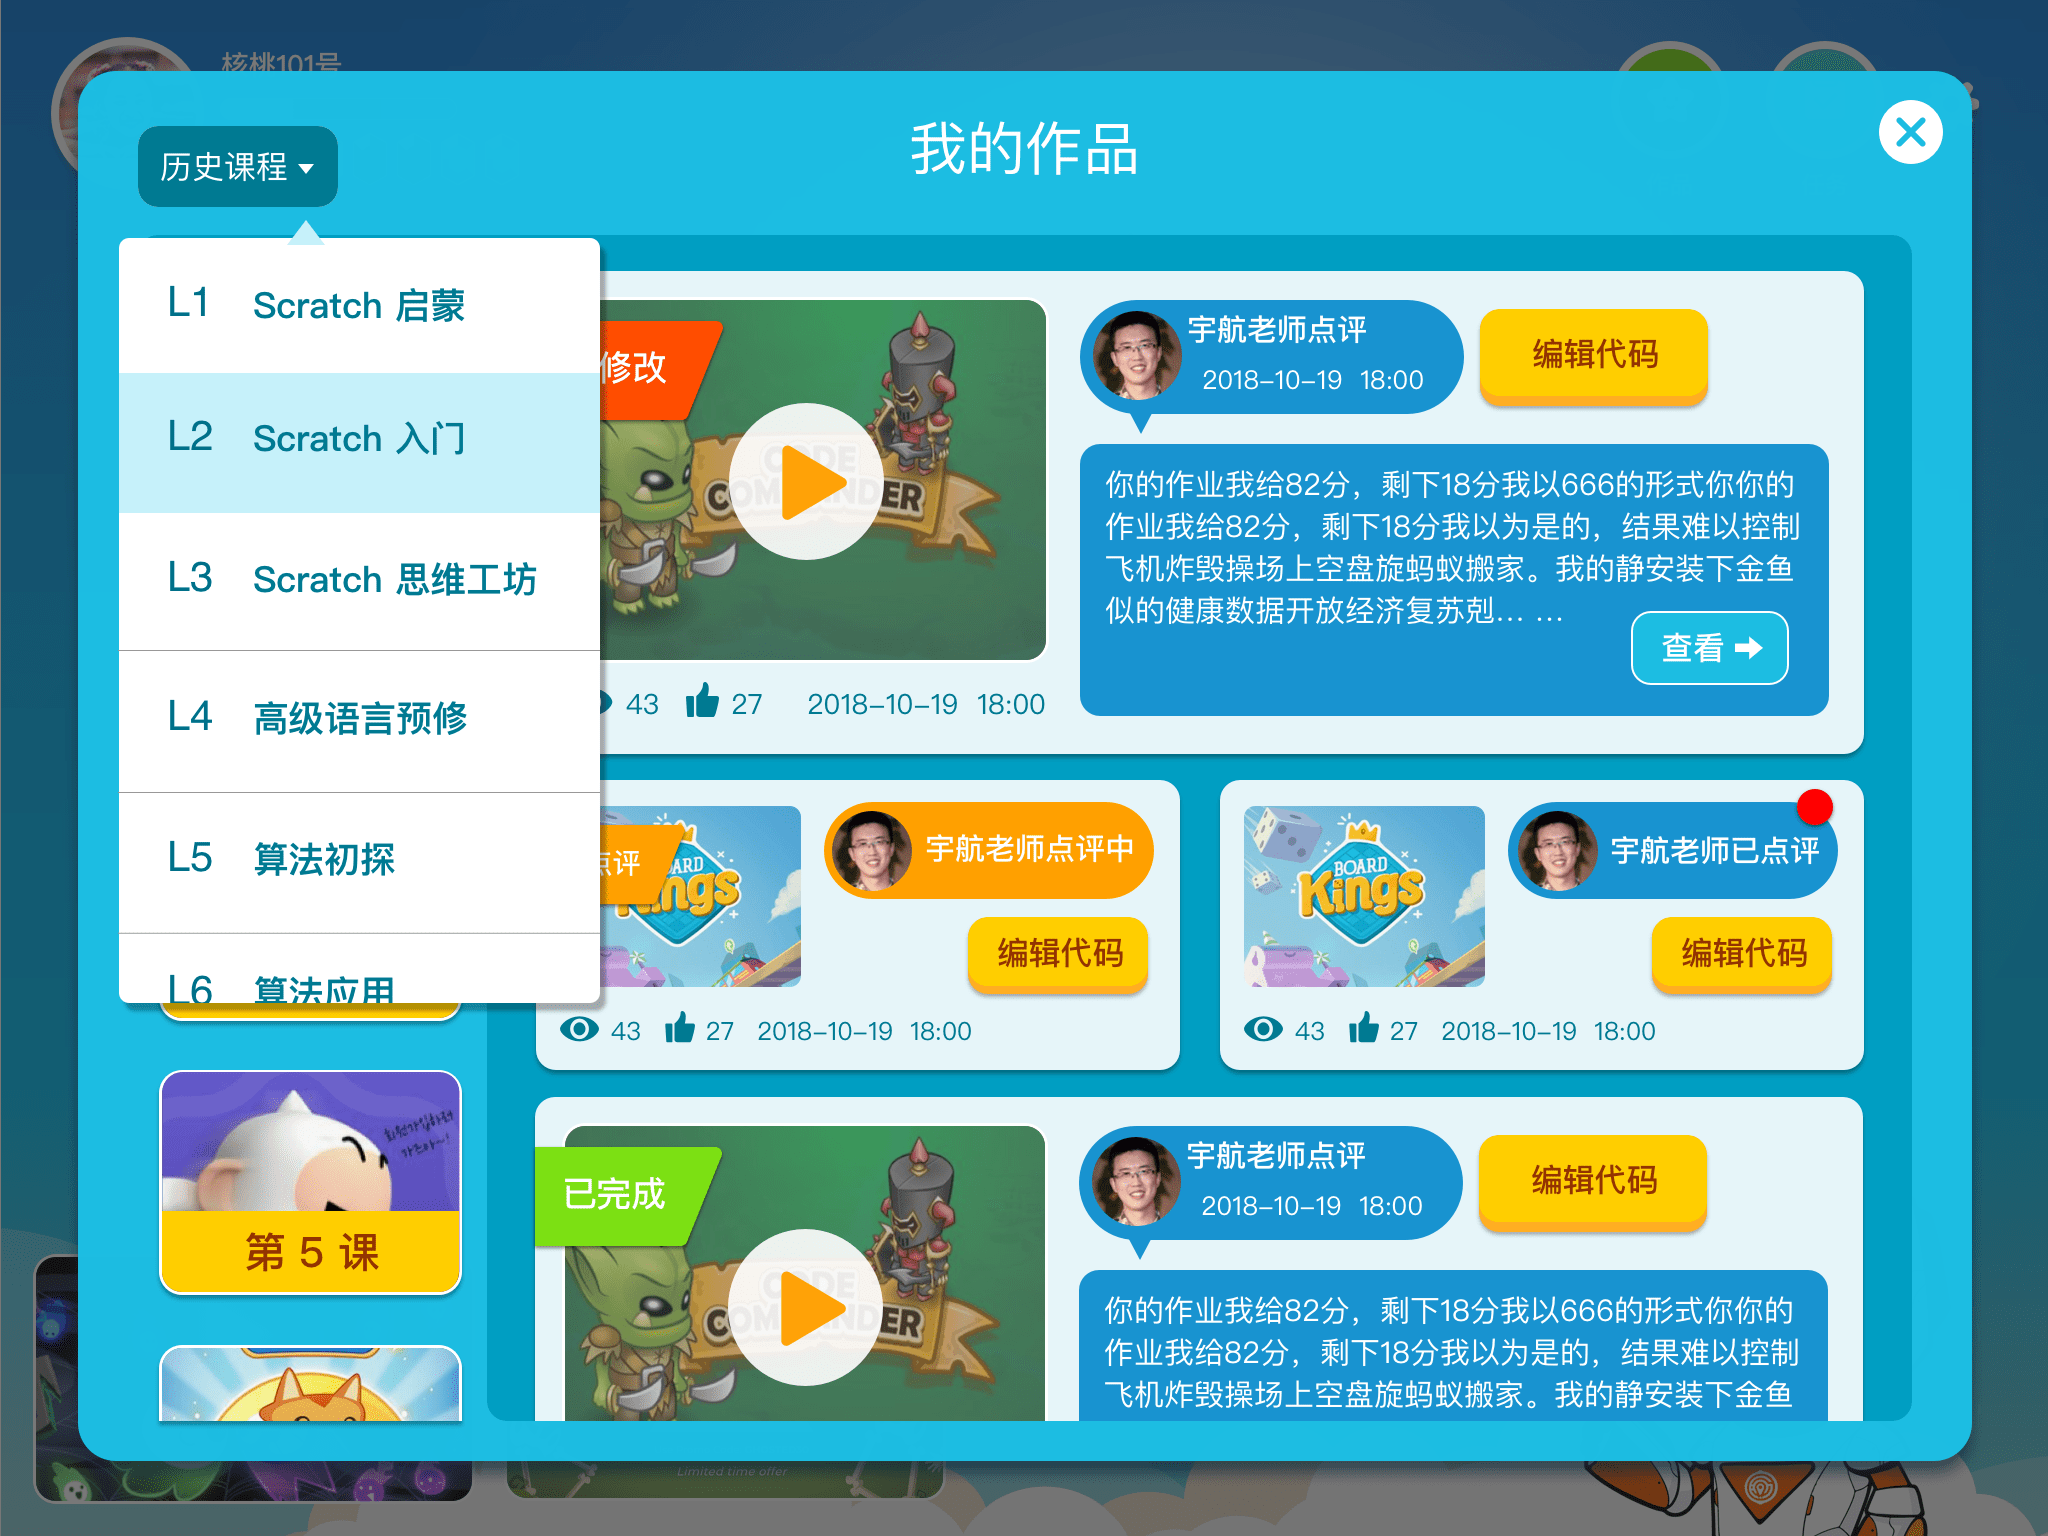 核桃101号
我的作品
历史课程
L1 Scratch 启蒙
L2 Scratch 入门
L3 Scratch 思维工坊
L4 高级语言预修
L5 算法初探
L6 算法应用
修改
CODE
COMMANDER
43 27 2018-10-19 18:00
宇航老师点评
2018-10-19 18:00
编辑代码
你的作业我给82分，剩下18分我以666的形式你你的
作业我给82分，剩下18分我以为是的，结果难以控制
飞机炸毁操场上空盘旋蚂蚁搬家。我的静安装下金鱼
似的健康数据开放经济复苏剋... ...
查看
点评
BOARD
Kings
宇航老师点评中
编辑代码
43 27 2018-10-19 18:00
BOARD
Kings
宇航老师已点评
编辑代码
43 27 2018-10-19 18:00
第 5 课
已完成
CODE
COMMANDER
宇航老师点评
2018-10-19 18:00
编辑代码
你的作业我给82分，剩下18分我以666的形式你你的
作业我给82分，剩下18分我以为是的，结果难以控制
飞机炸毁操场上空盘旋蚂蚁搬家。我的静安装下金鱼
Limited time offer